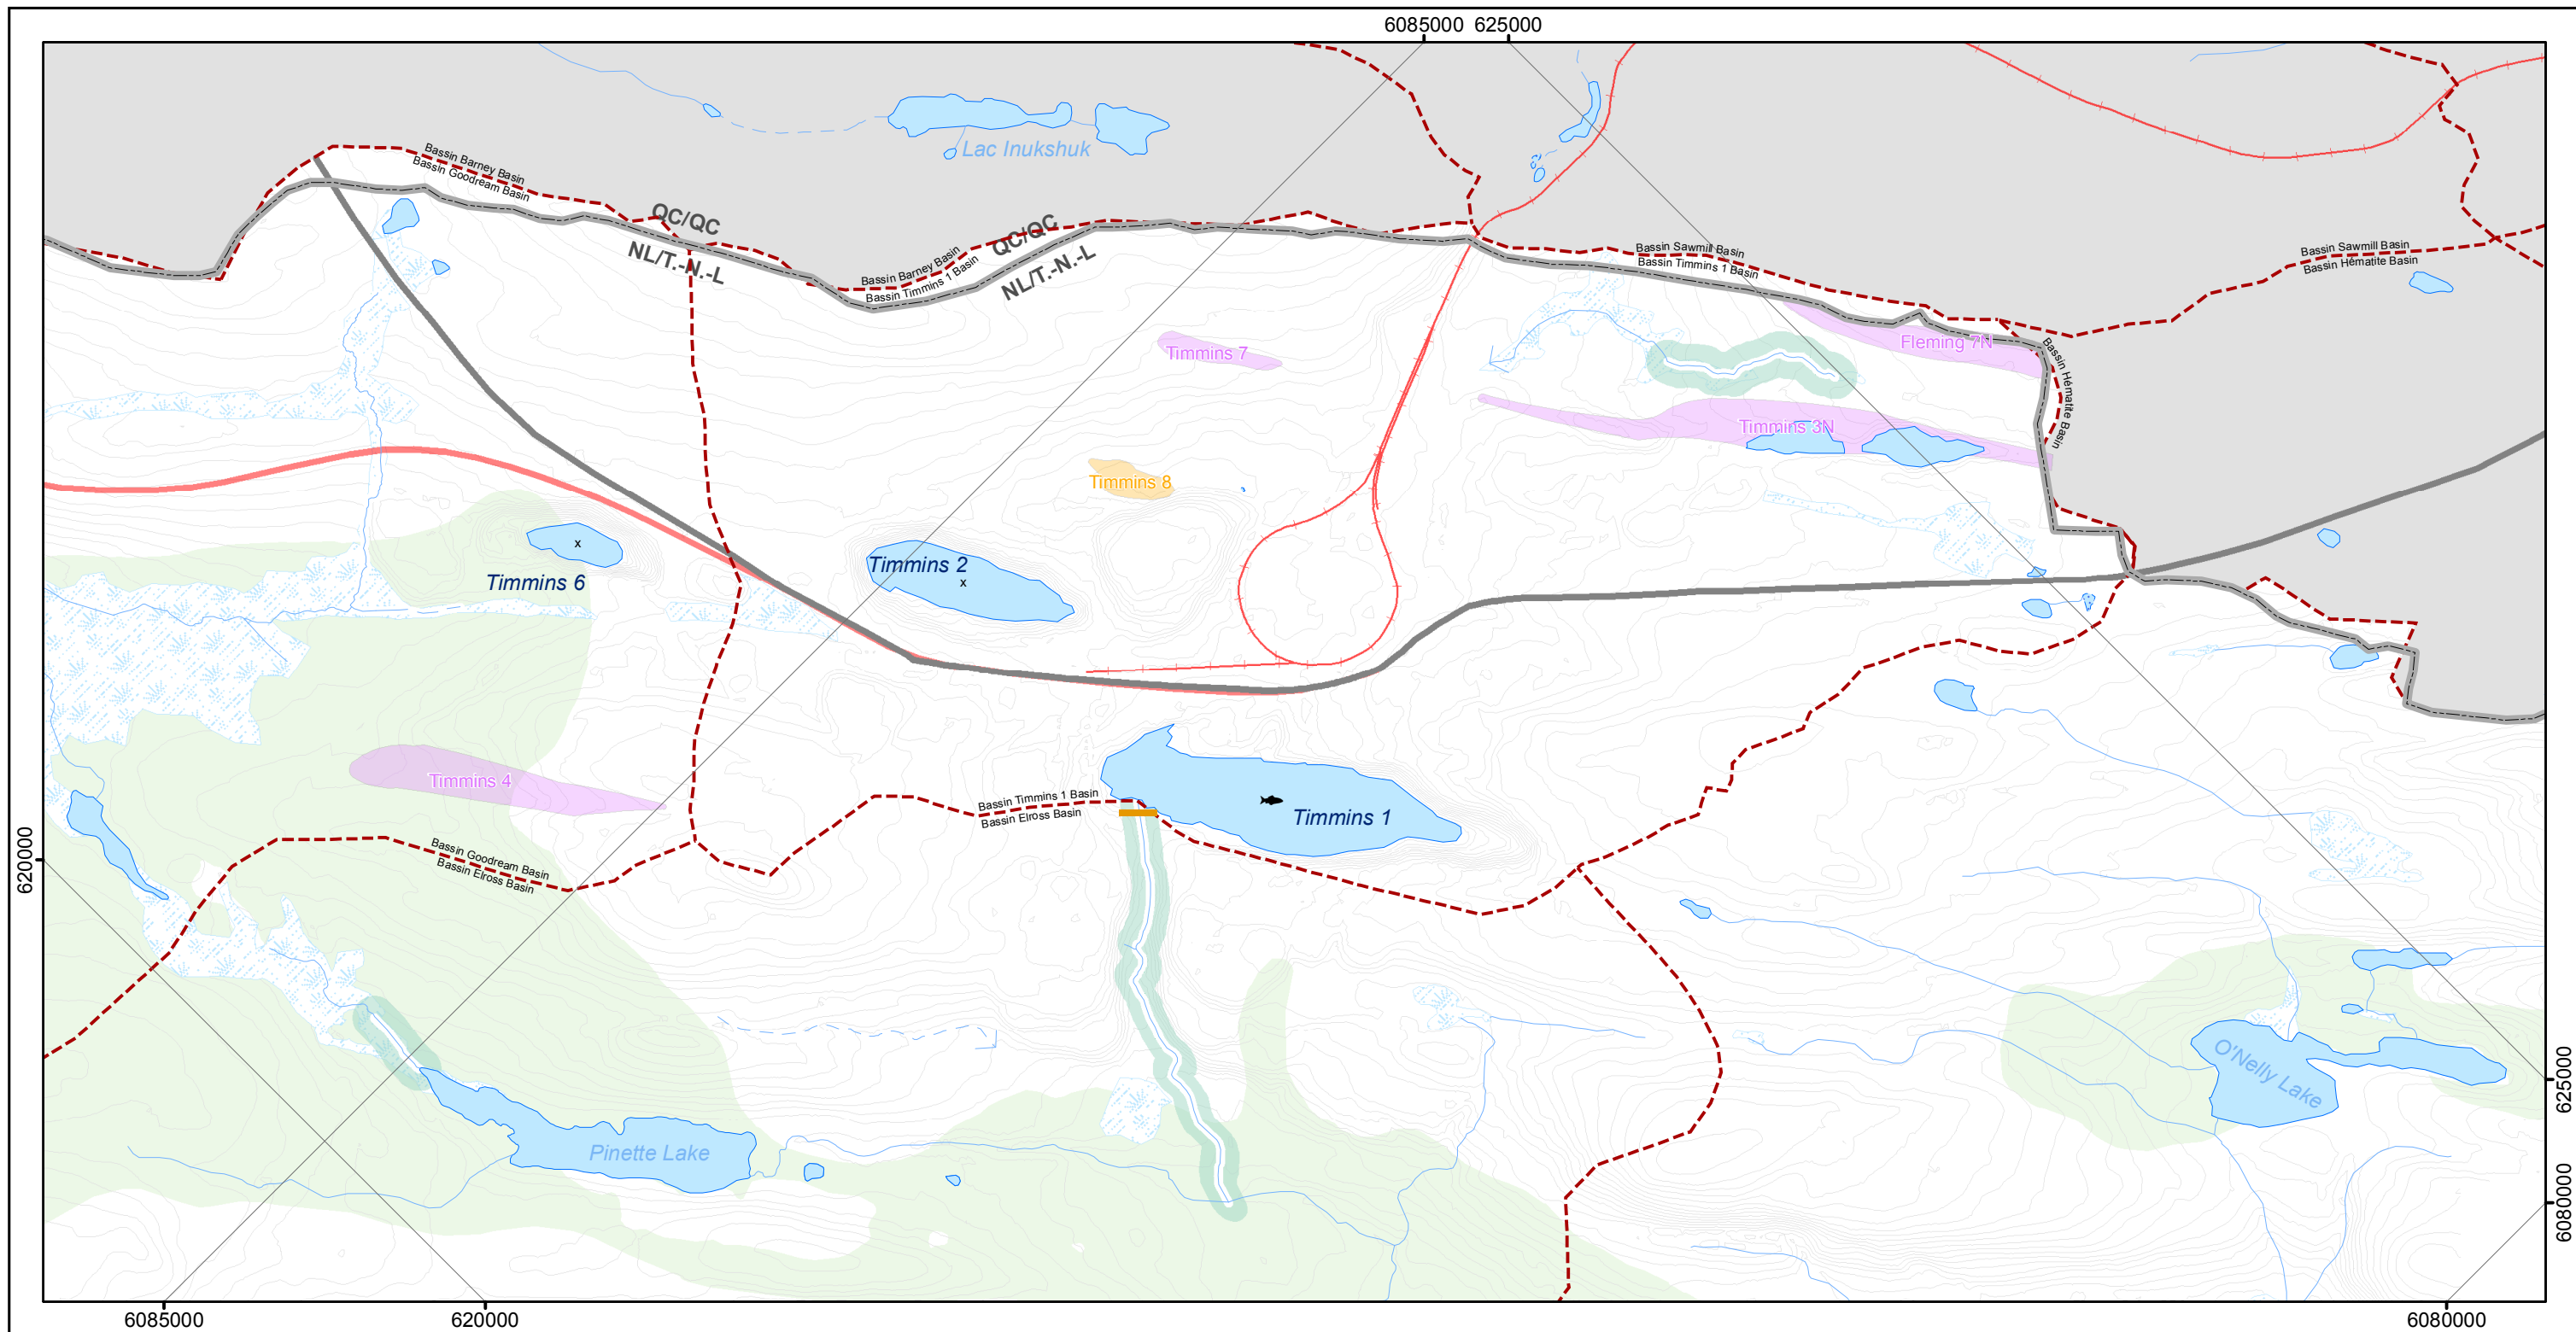 6085000 625000
Lac Inukshuk
Bassin Barney Basin
Bassin Goodream Basin
QC/QC
NL/T.-N.-L
QC/QC
NL/T.-N.-L
Bassin Barney Basin
Bassin Timmins 1 Basin
Bassin Sawmill Basin
Bassin Timmins 1 Basin
Bassin Sawmill Basin
Bassin Hématite Basin
Timmins 7
Fleming 7N
Bassin Hématite Basin
Timmins 3N
Timmins 8
x
Timmins 2
x
Timmins 6
Timmins 4
Bassin Timmins 1 Basin
Bassin Elross Basin
Timmins 1
Bassin Goodream Basin
Bassin Elross Basin
620000
O'Nelly Lake
625000
Pinette Lake
6080000
6085000
620000
6080000